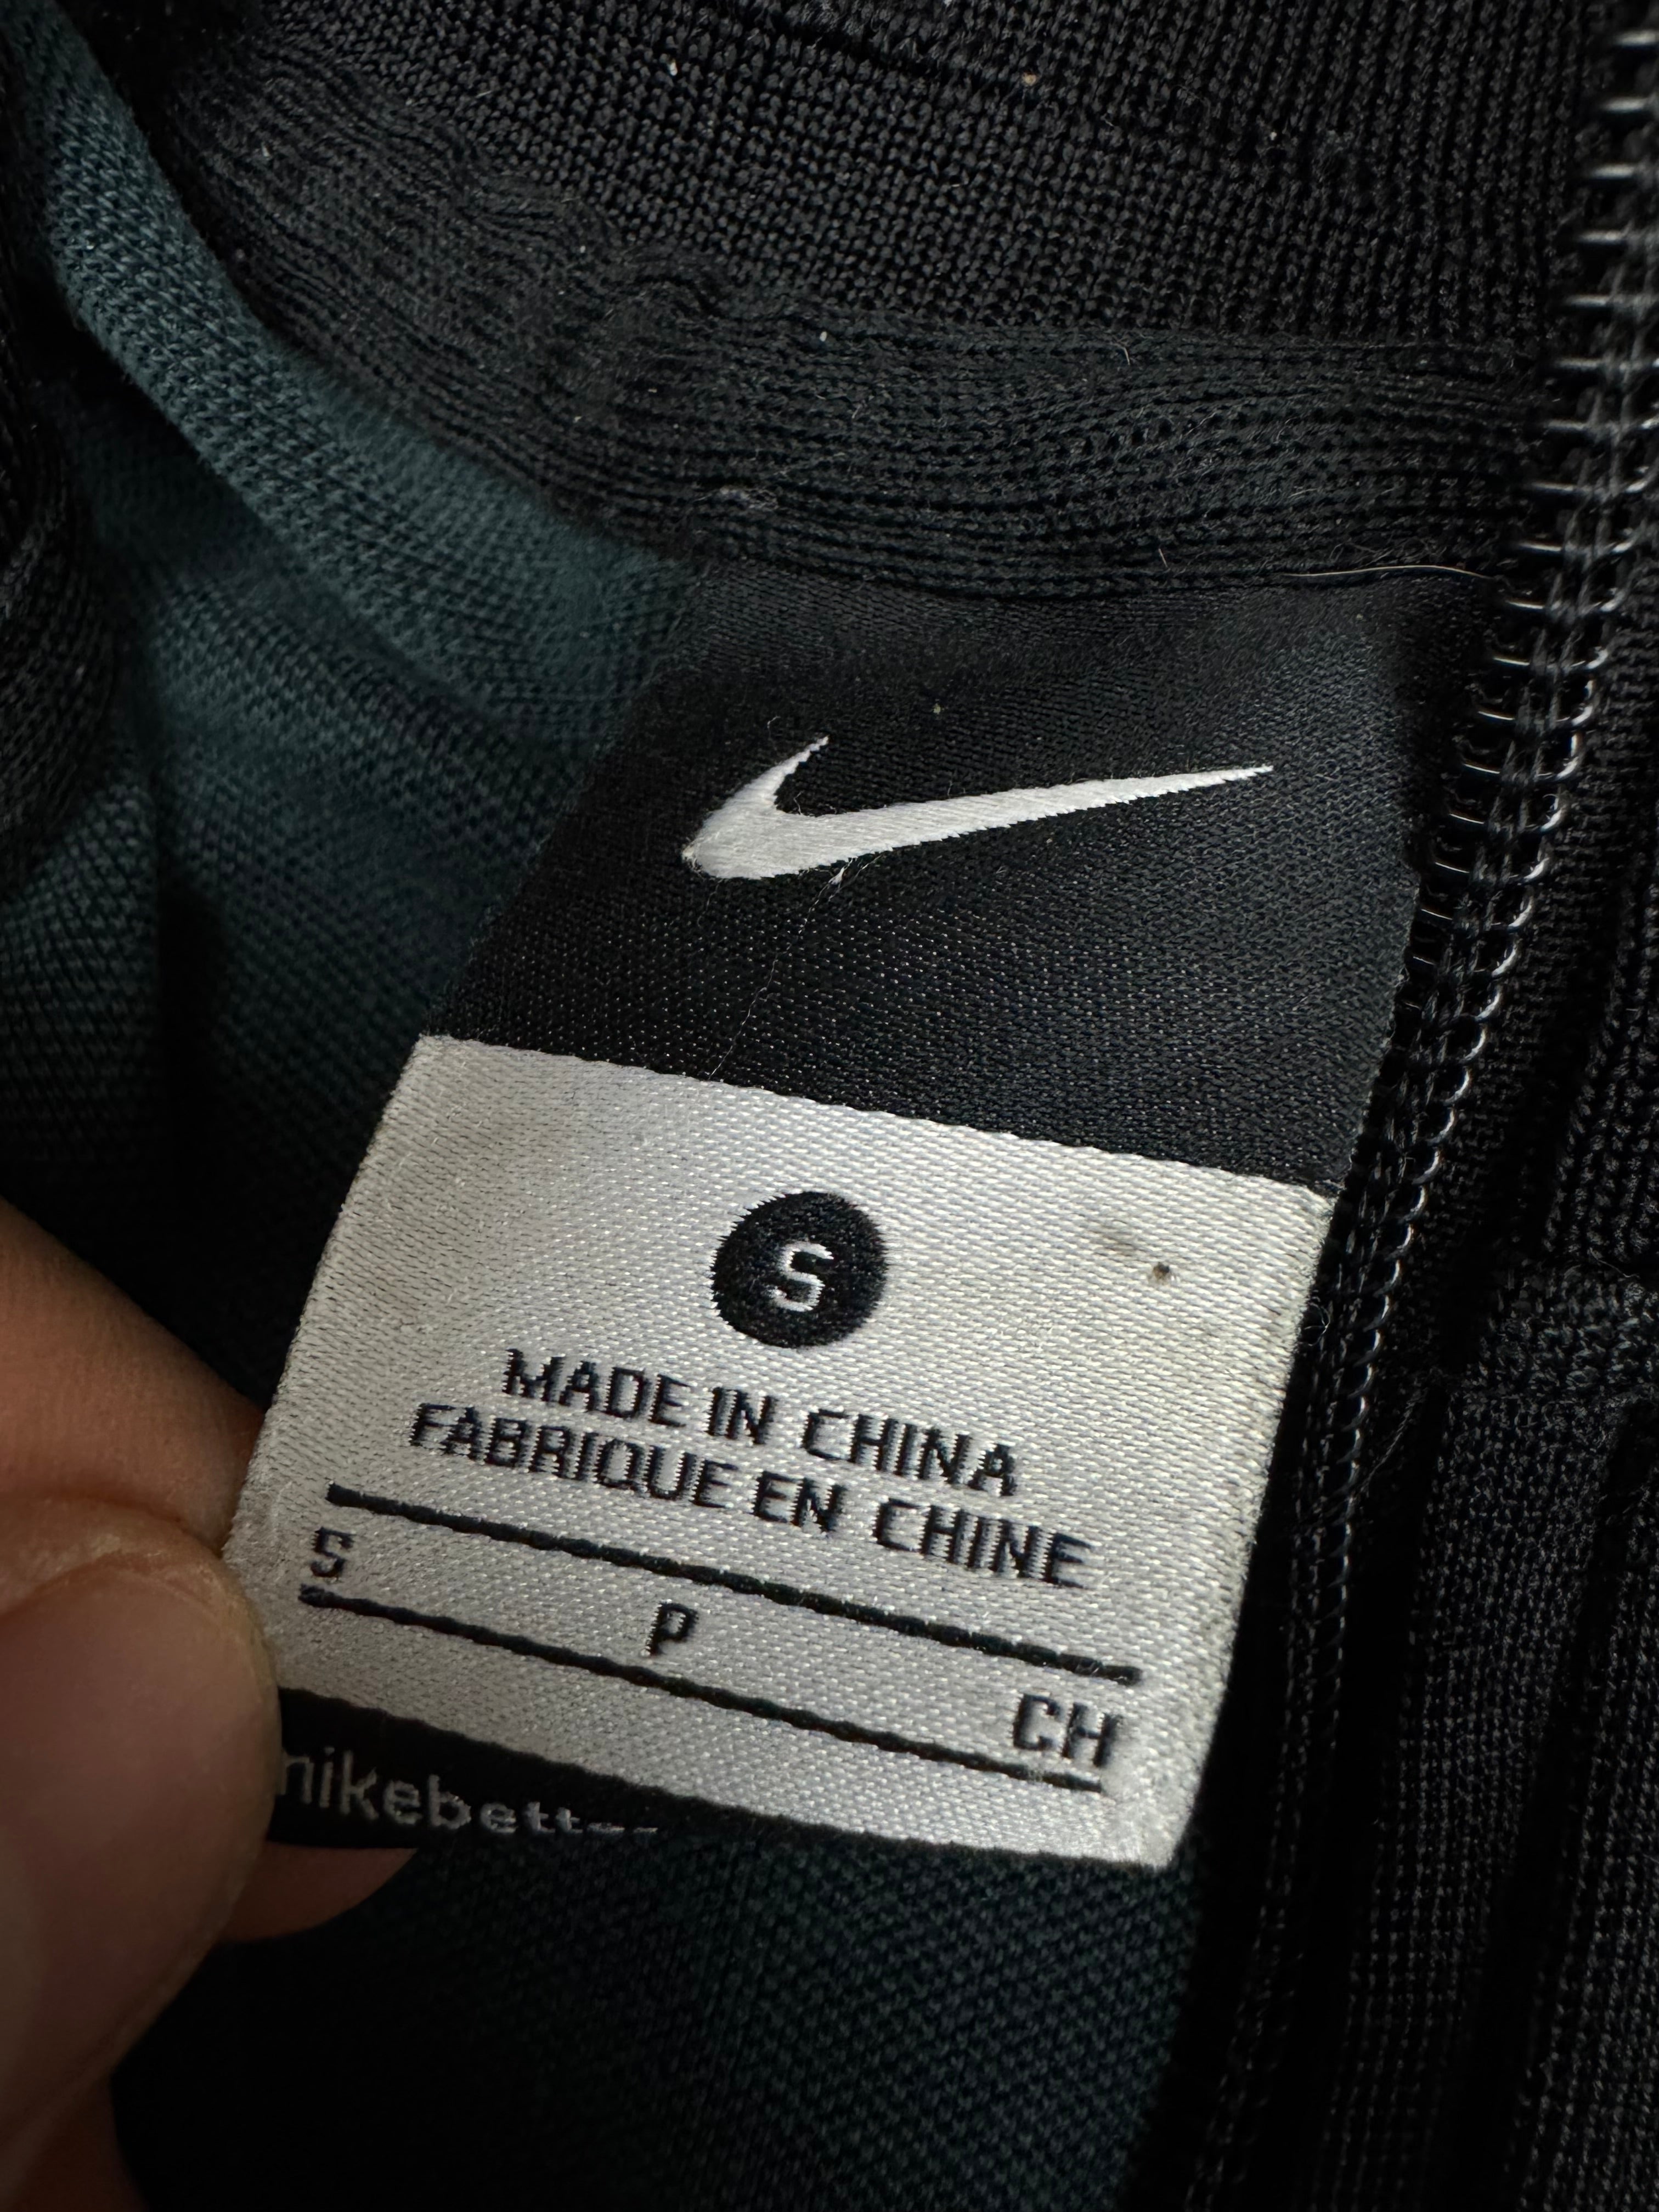 S
MADE IN CHINA
FABRIQUE EN CHINE
S P CH